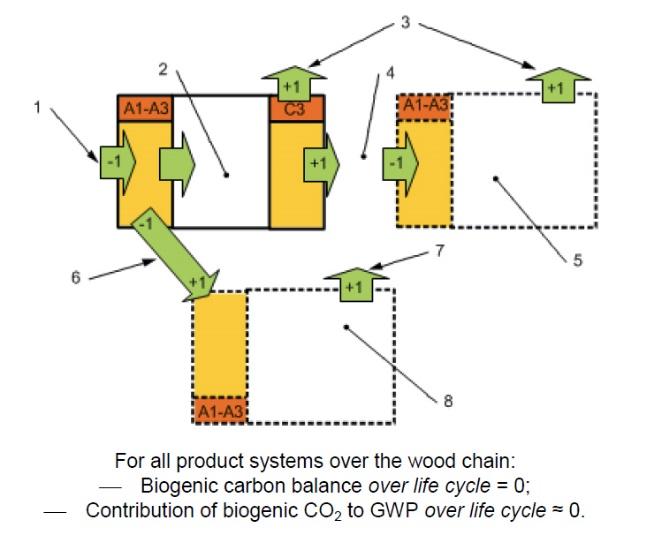 3
2
4
+1
+1
1
A1-A3
C3
A1-A3
-1
+1
-1
-1
7
5
6
+1
+1
8
A1-A3
For all product systems over the wood chain:
— Biogenic carbon balance over life cycle = 0;
— Contribution of biogenic CO₂ to GWP over life cycle ≈ 0.